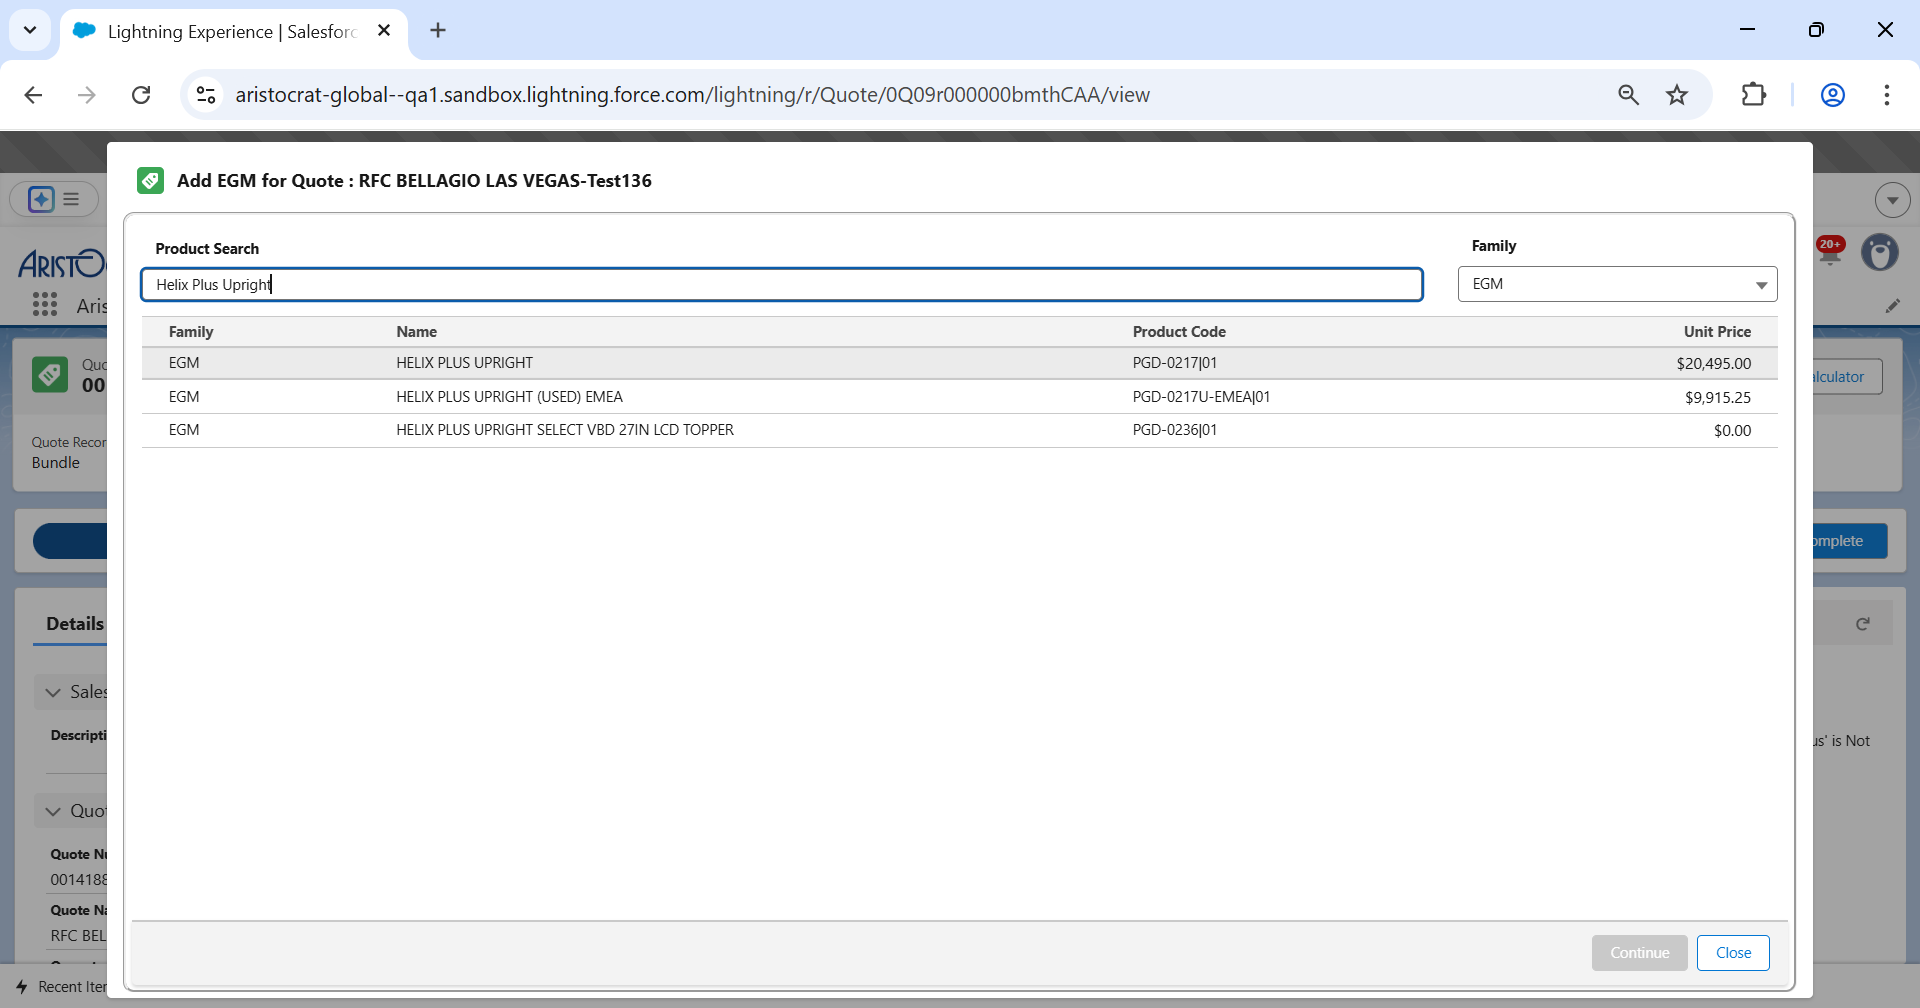 Lightning Experience | Salesforc
aristocrat-global--qa1.sandbox.lightning.force.com/lightning/r/Quote/0Q09r000000bmthCAA/view
Add EGM for Quote : RFC BELLAGIO LAS VEGAS-Test136
Product Search
Family
Helix Plus Upright
EGM
Family Name Product Code Unit Price
EGM HELIX PLUS UPRIGHT PGD-0217|01 $20,495.00
EGM HELIX PLUS UPRIGHT (USED) EMEA PGD-0217U-EMEA|01 $9,915.25
EGM HELIX PLUS UPRIGHT SELECT VBD 27IN LCD TOPPER PGD-0236|01 $0.00
Continue
Close
ARISTO
Aris
20+
Quo
00
alculator
Quote Recor
Bundle
omplete
Details
Sales
Descripti
us' is Not
Quot
Quote Nu
0014188
Quote Na
RFC BEL
Recent Iter